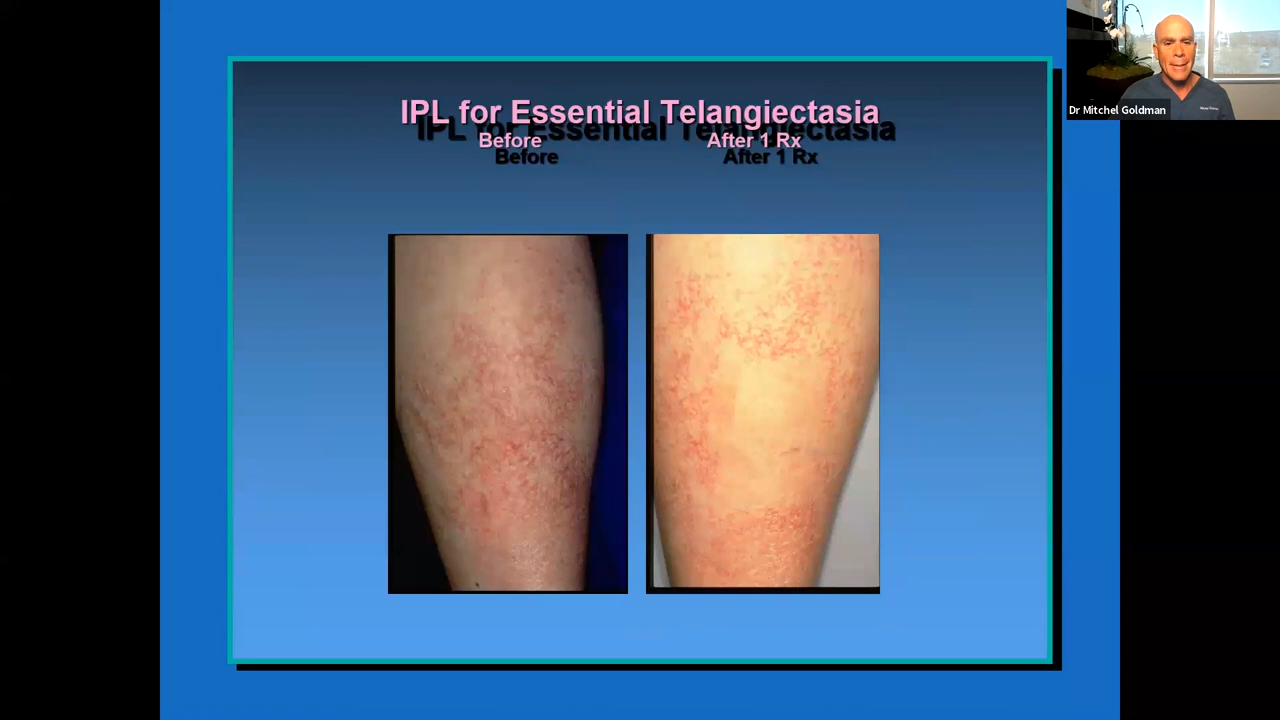 IPL for Essential Telangiectasia
Before After 1 Rx
Dr Mitchel Goldman